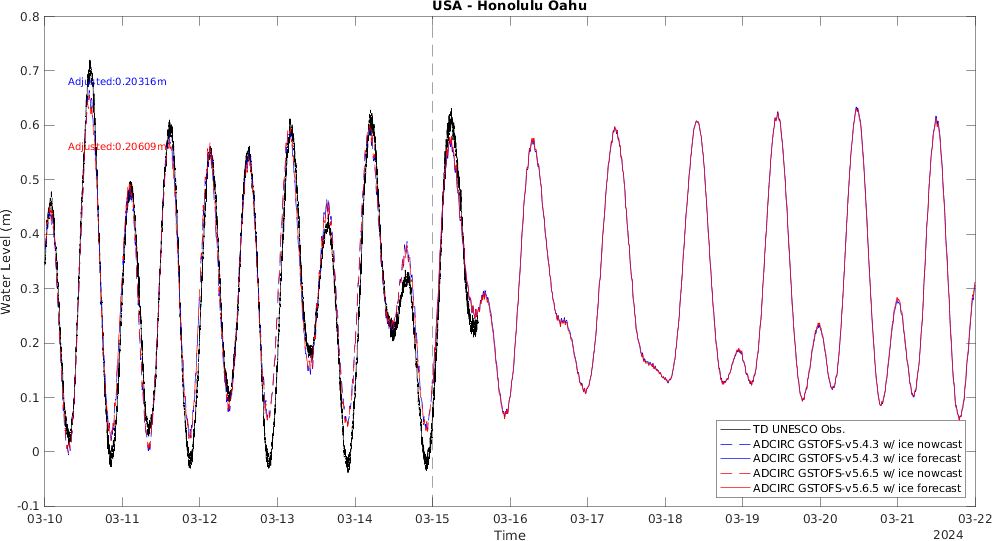 USA - Honolulu Oahu
0.8
0.7
0.6
0.5
0.4
0.3
0.2
0.1
0
-0.1
Water Level (m)
Adjusted:0.20316m
Adjusted:0.20609m
TD UNESCO Obs.
ADCIRC GSTOFS-v5.4.3 w/ ice nowcast
ADCIRC GSTOFS-v5.4.3 w/ ice forecast
ADCIRC GSTOFS-v5.6.5 w/ ice nowcast
ADCIRC GSTOFS-v5.6.5 w/ ice forecast
03-10 03-11 03-12 03-13 03-14 03-15 03-16 03-17 03-18 03-19 03-20 03-21 03-22
Time
2024